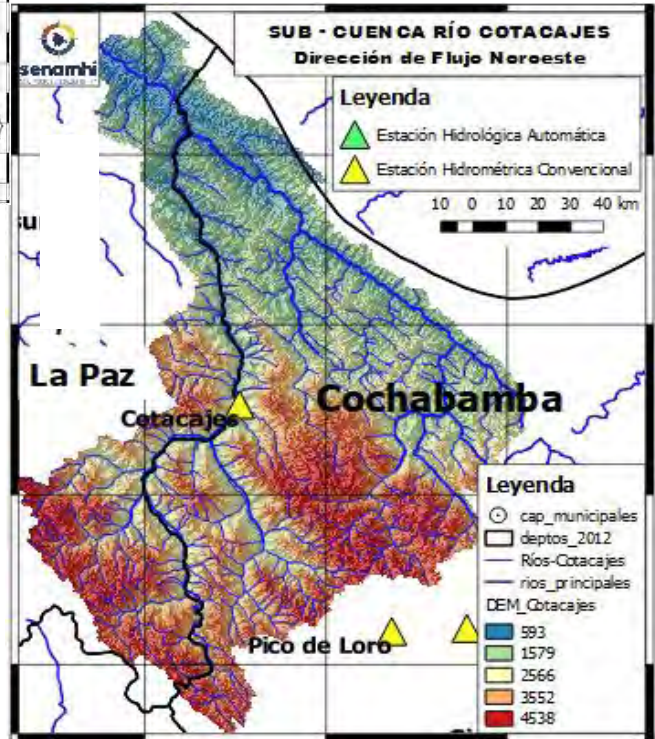 senamhi
SUB - CUENCA RÍO COTACAJES
Dirección de Flujo Noroeste
Leyenda
Estación Hidrológica Automática
Estación Hidrométrica Convencional
10 0 10 20 30 40 km
La Paz
Cochabamba
Cotacajes
Pico de Loro
Leyenda
cap_municipales
deptos_2012
Ríos-Cotacajes
rios_principales
DEM_Cotacajes
593
1579
2566
3552
4538